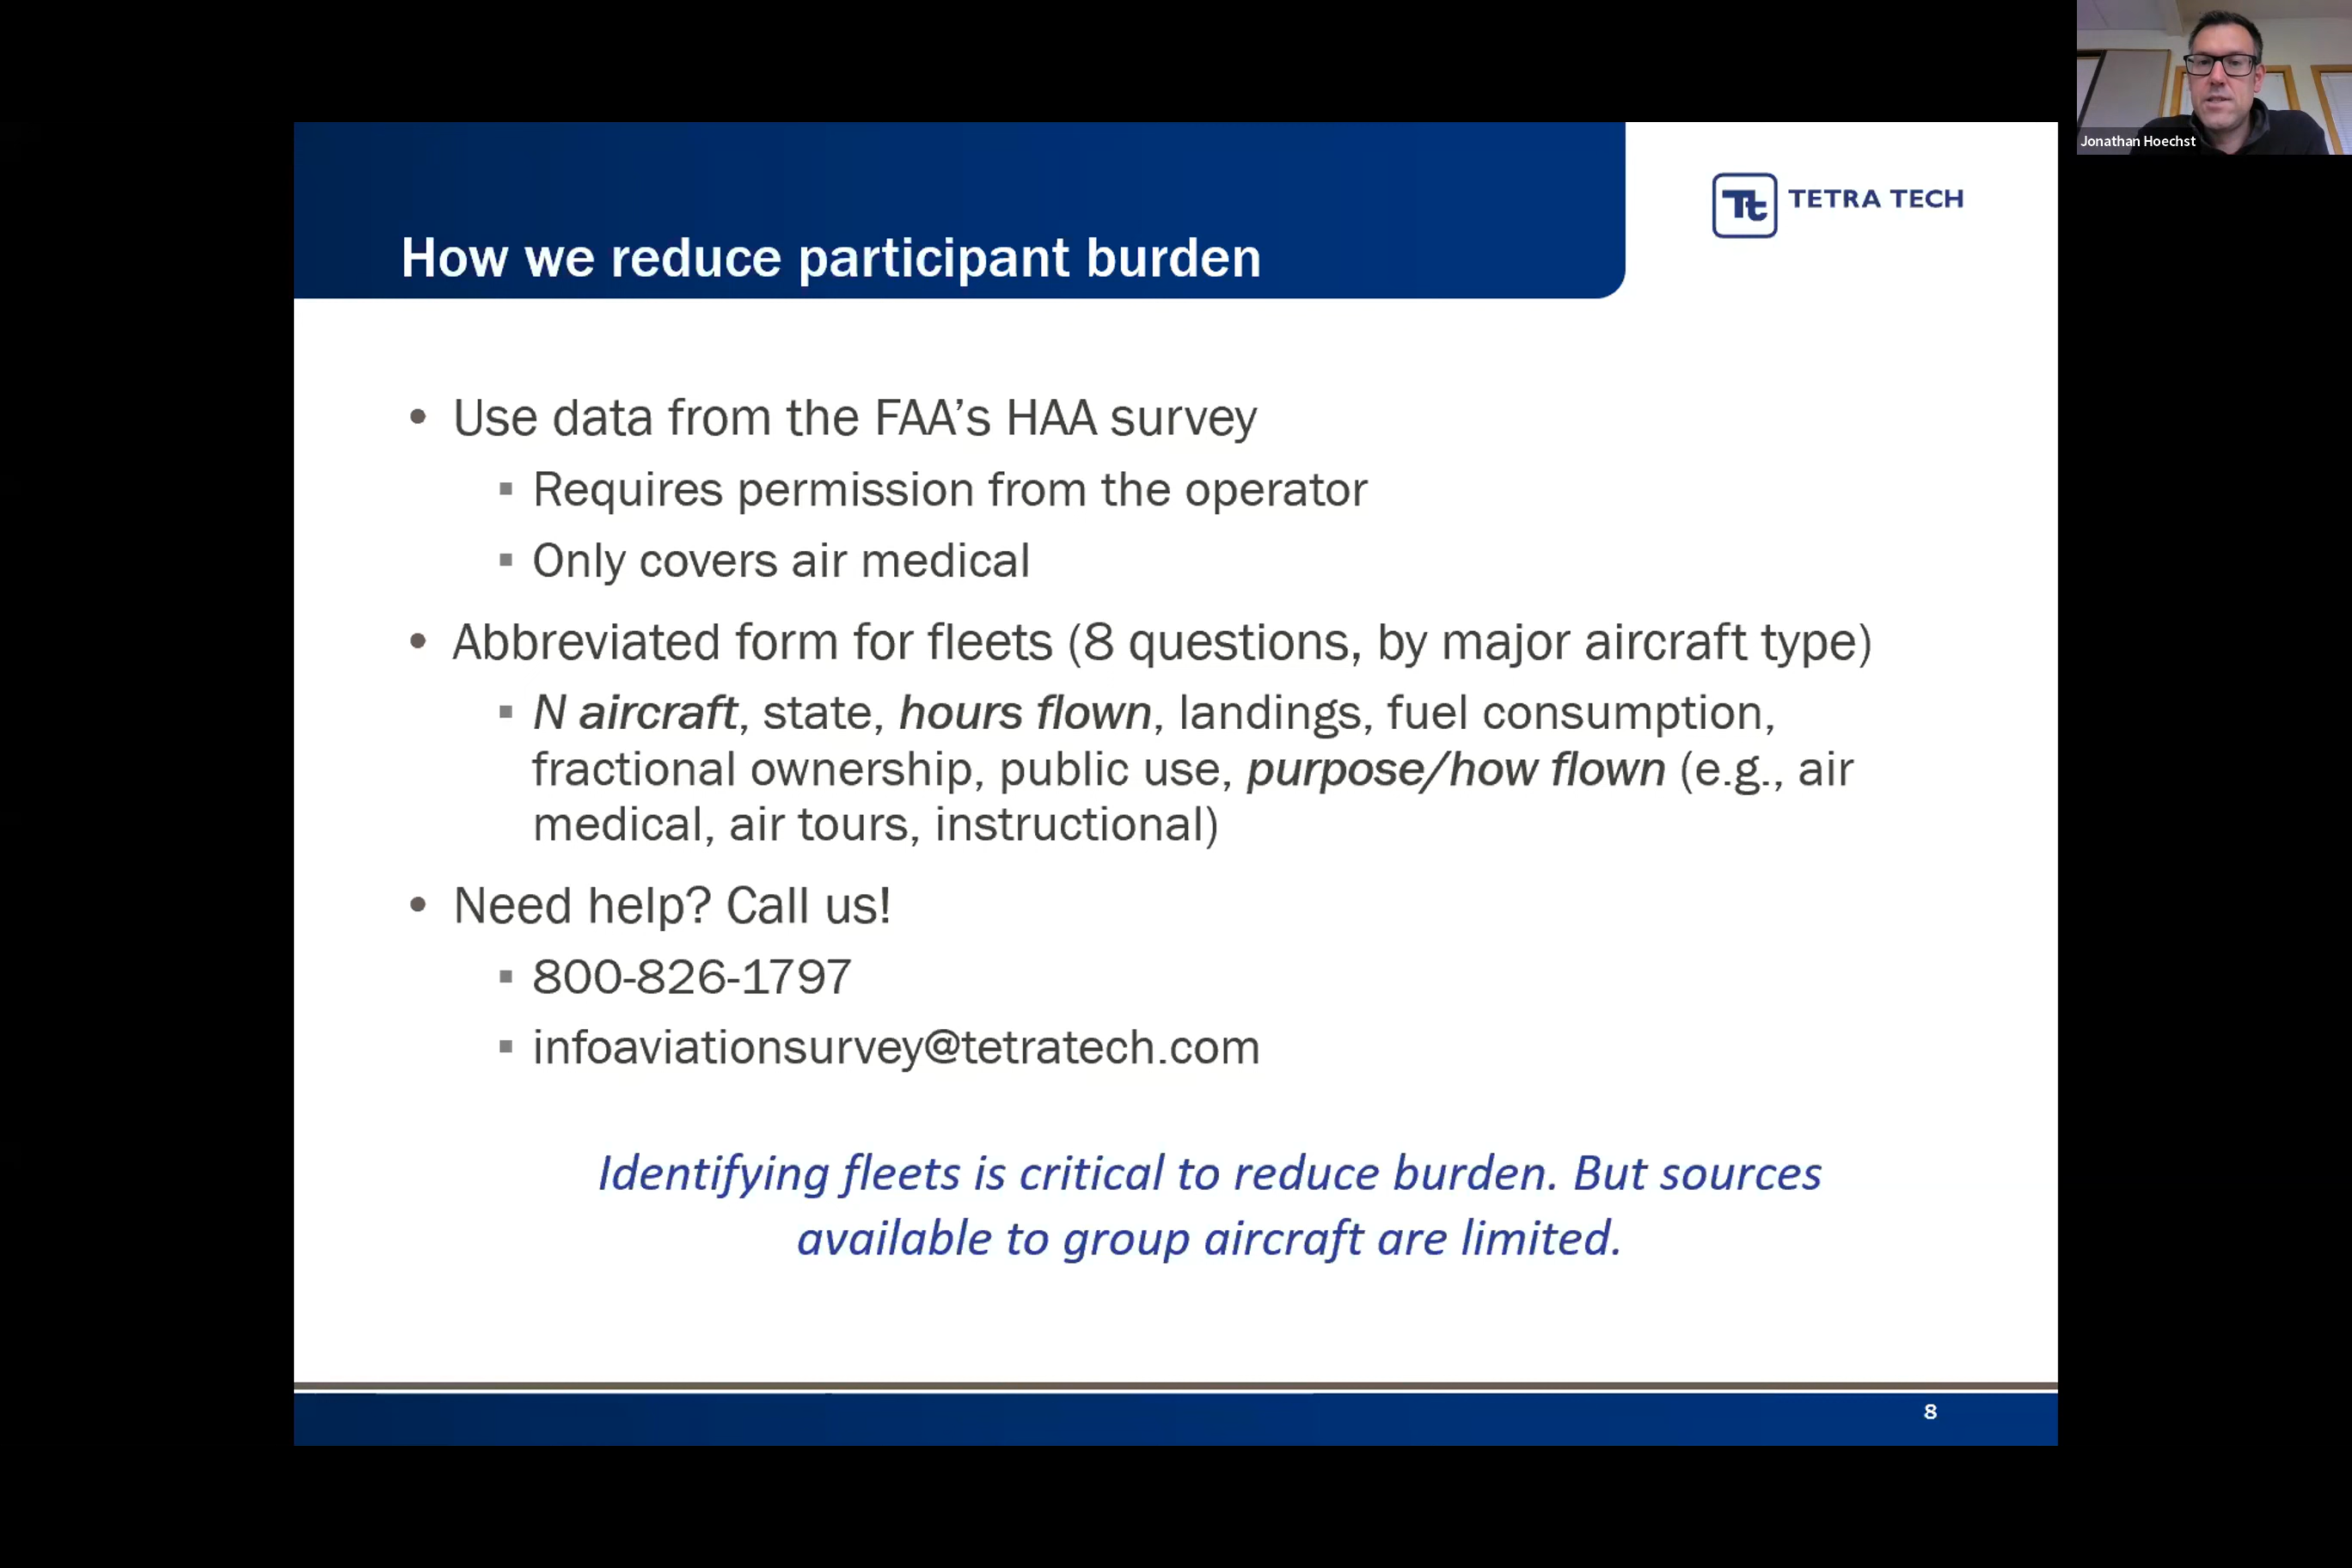 Jonathan Hoechst
Tt TETRA TECH
How we reduce participant burden
• Use data from the FAA’s HAA survey
▪ Requires permission from the operator
▪ Only covers air medical
• Abbreviated form for fleets (8 questions, by major aircraft type)
▪ N aircraft, state, hours flown, landings, fuel consumption,
fractional ownership, public use, purpose/how flown (e.g., air
medical, air tours, instructional)
• Need help? Call us!
▪ 800-826-1797
▪ infoaviationsurvey@tetratech.com
Identifying fleets is critical to reduce burden. But sources
available to group aircraft are limited.
8